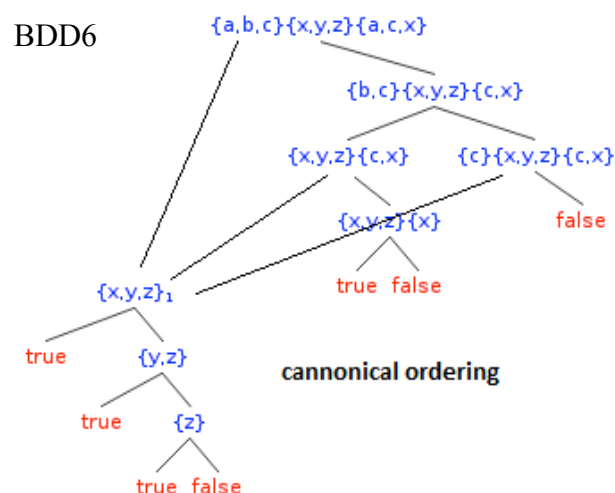 BDD6
{a,b,c}{x,y,z}{a,c,x}
{b,c}{x,y,z}{c,x}
{x,y,z}{c,x} {c}{x,y,z}{c,x}
{x,y,z}{x} false
true false
{x,y,z}₁
true {y,z}
cannonical ordering
true {z}
true false